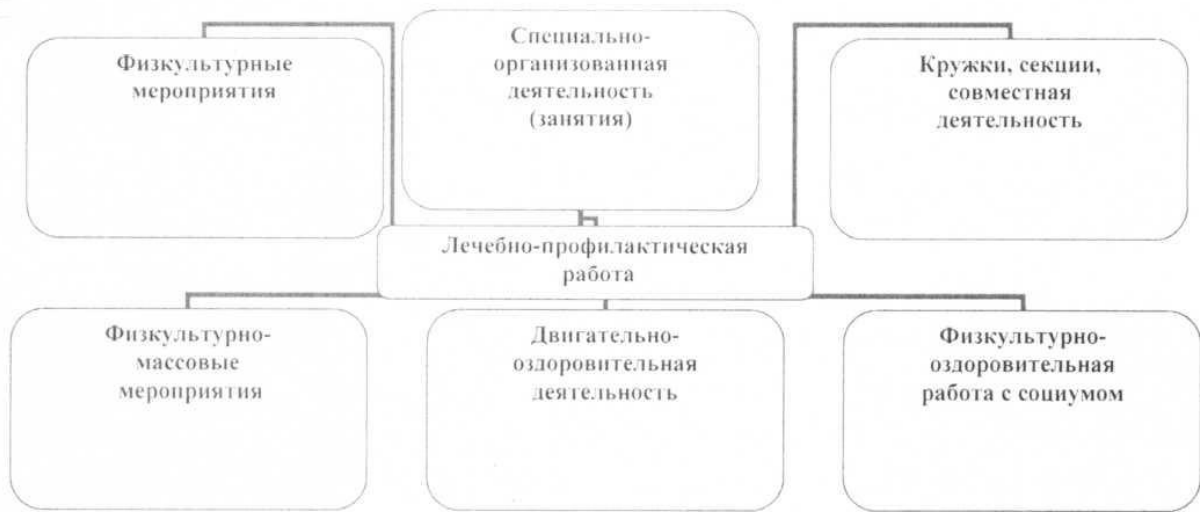 Физкультурные
мероприятия
Специально-
организованная
деятельность
(занятия)
Кружки, секции,
совместная
деятельность
Лечебно-профилактическая
работа
Физкультурно-
массовые
мероприятия
Двигательно-
оздоровительная
деятельность
Физкультурно-
оздоровительная
работа с социумом